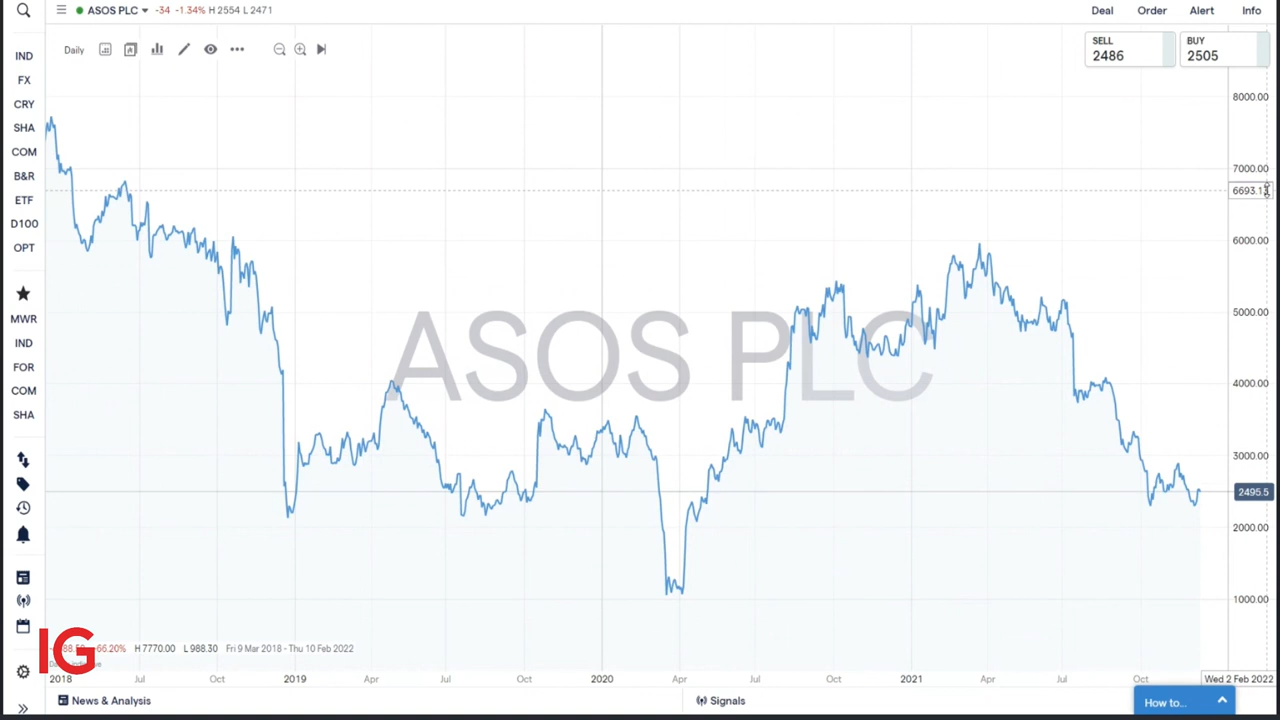 ASOS PLC -34 -1.34% H 2554 L 2471
Deal Order Alert Info
Daily
SELL
2486
BUY
2505
IND
FX
CRY
SHA
COM
B&R
ETF
D100
OPT
MWR
IND
FOR
COM
SHA
8000.00
7000.00
6693.1
6000.00
5000.00
4000.00
3000.00
2495.5
2000.00
1000.00
ASOS PLC
IG
-66.20% H 7770.00 L 988.30 Fri 9 Mar 2018 - Thu 10 Feb 2022
2018 Jul Oct 2019 Apr Jul Oct 2020 Apr Jul Oct 2021 Apr Jul Oct Wed 2 Feb 2022
News & Analysis
Signals
How to...